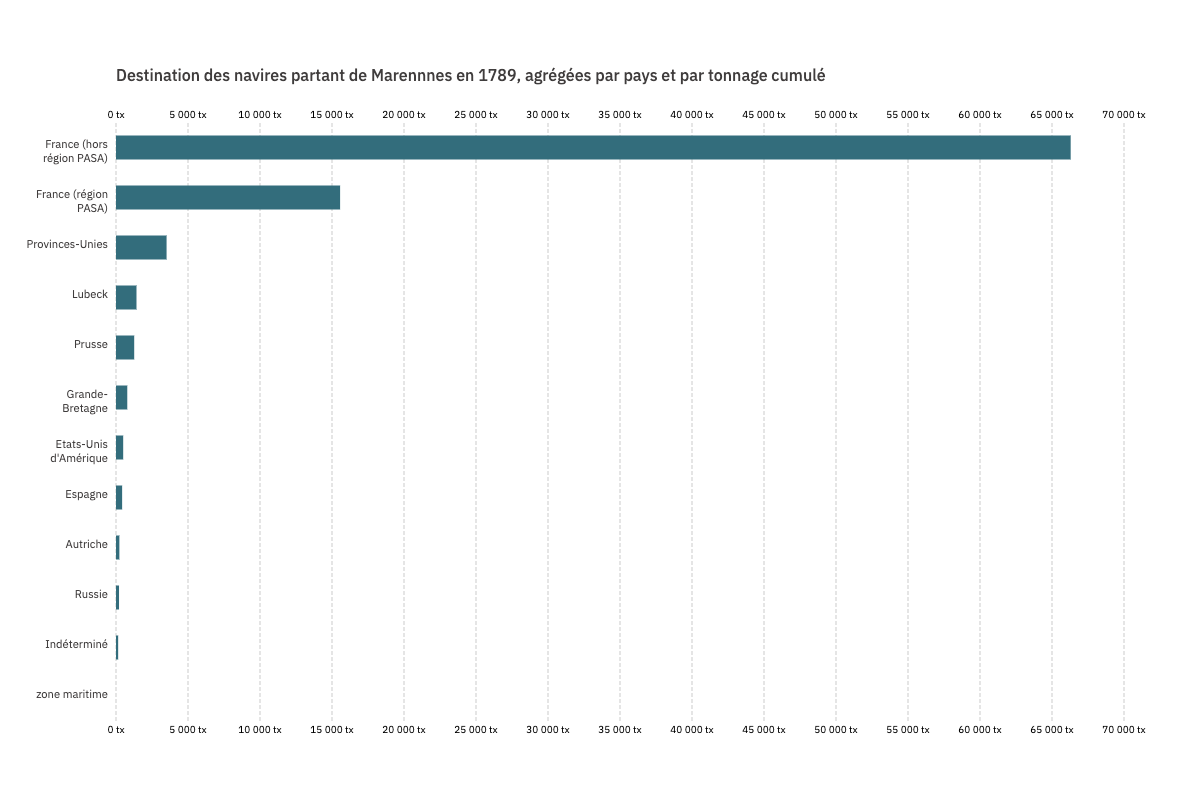 Destination des navires partant de Marennnes en 1789, agrégées par pays et par tonnage cumulé
0 tx 5 000 tx 10 000 tx 15 000 tx 20 000 tx 25 000 tx 30 000 tx 35 000 tx 40 000 tx 45 000 tx 50 000 tx 55 000 tx 60 000 tx 65 000 tx 70 000 tx
France (hors
région PASA)
France (région
PASA)
Provinces-Unies
Lubeck
Prusse
Grande-
Bretagne
Etats-Unis
d'Amérique
Espagne
Autriche
Russie
Indéterminé
zone maritime
0 tx 5 000 tx 10 000 tx 15 000 tx 20 000 tx 25 000 tx 30 000 tx 35 000 tx 40 000 tx 45 000 tx 50 000 tx 55 000 tx 60 000 tx 65 000 tx 70 000 tx